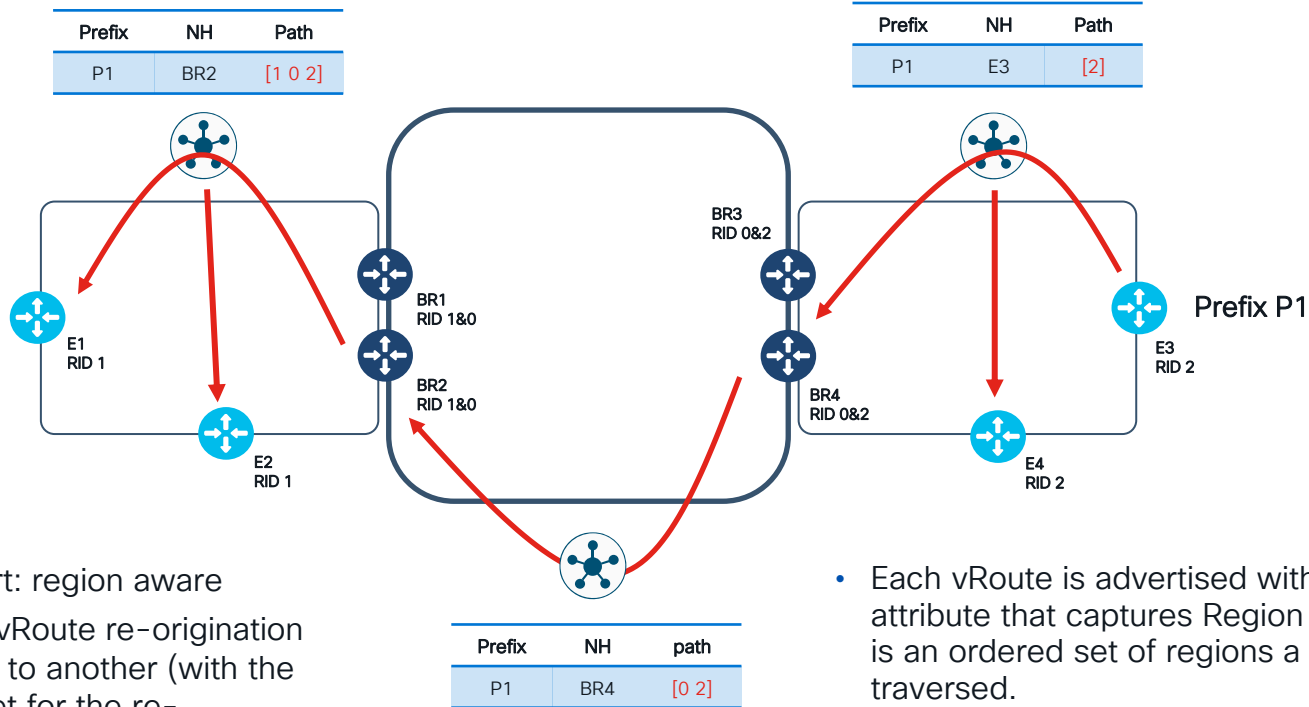 Prefix NH Path
P1 BR2 [1 0 2]
Prefix NH Path
P1 E3 [2]
BR3
RID 0&2
BR1
RID 1&0
Prefix P1
E1
RID 1
E3
RID 2
BR2
RID 1&0
BR4
RID 0&2
E2
RID 1
E4
RID 2
rt: region aware
vRoute re-origination
to another (with the
et for the re-
Prefix NH path
P1 BR4 [0 2]
• Each vRoute is advertised with
attribute that captures Region
is an ordered set of regions a
traversed.